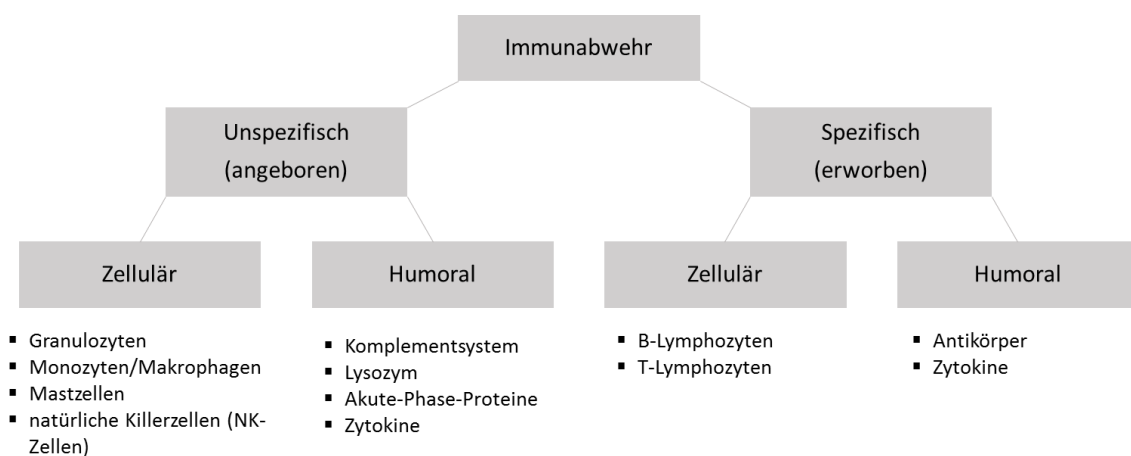 Immunabwehr
Unspezifisch
(angeboren)
Spezifisch
(erworben)
Zellulär
Humoral
Zellulär
Humoral
▪ Granulozyten
▪ Monozyten/Makrophagen
▪ Mastzellen
▪ natürliche Killerzellen (NK-
Zellen)
▪ Komplementsystem
▪ Lysozym
▪ Akute-Phase-Proteine
▪ Zytokine
▪ B-Lymphozyten
▪ T-Lymphozyten
▪ Antikörper
▪ Zytokine